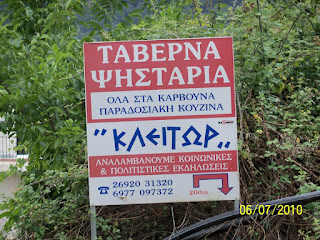 ΤΑΒΕΡΝΑ
ΨΗΣΤΑΡΙΑ
ΟΛΑ ΣΤΑ ΚΑΡΒΟΥΝΑ
ΠΑΡΑΔΟΣΙΑΚΗ ΚΟΥΖΙΝΑ
"ΚΛΕΙΤΩΡ"
ΑΝΑΛΑΜΒΑΝΟΥΜΕ ΚΟΙΝΩΝΙΚΕΣ
& ΠΟΛΙΤΙΣΤΙΚΕΣ ΕΚΔΗΛΩΣΕΙΣ
☎ 26920 31320
6977 097372
200m
06/07/2010